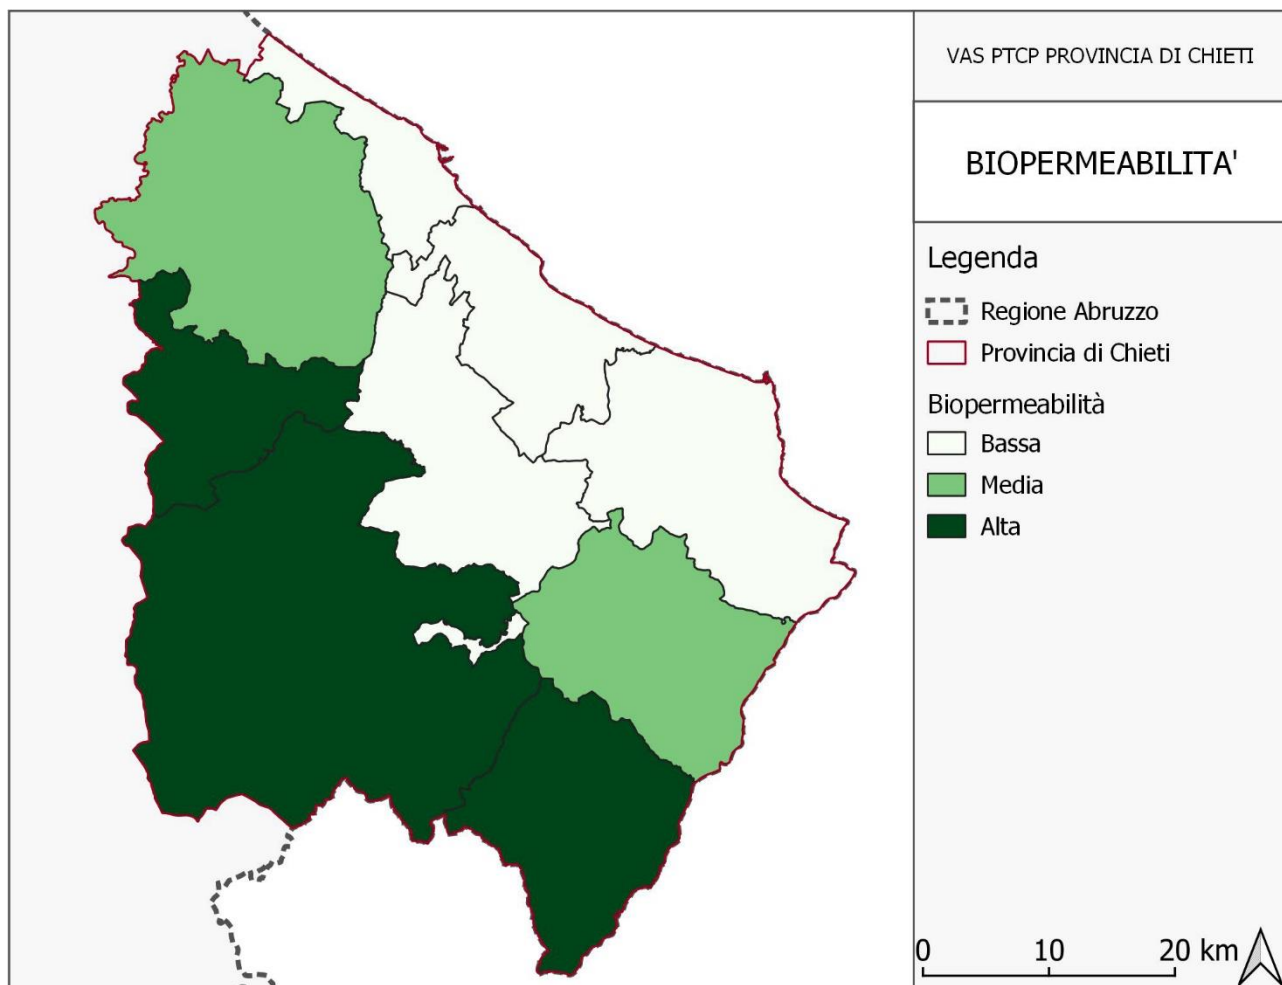 VAS PTCP PROVINCIA DI CHIETI
BIOPERMEABILITA'
Legenda
Regione Abruzzo
Provincia di Chieti
Biopermeabilità
Bassa
Media
Alta
0 10 20 km